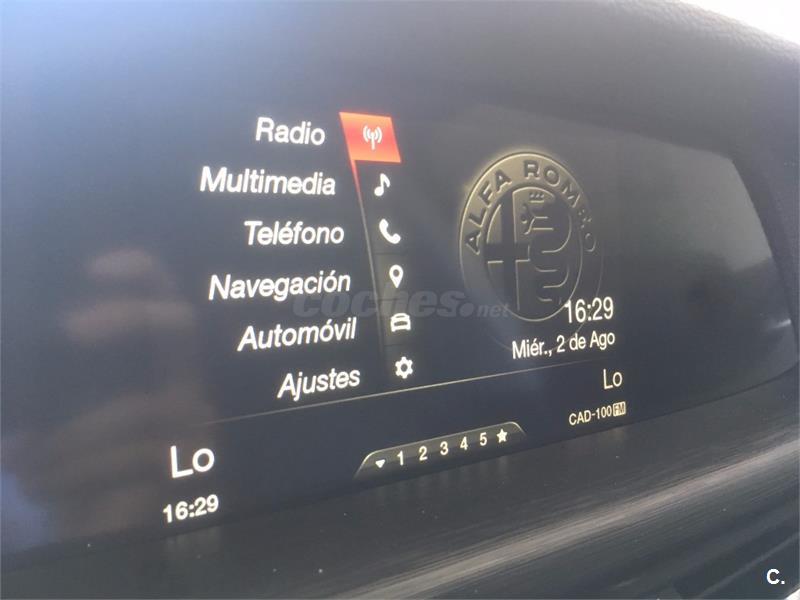 Radio
Multimedia
Teléfono
Navegación
Automóvil
Ajustes
ALFA ROMEO
coches.net
16:29
Miér., 2 de Ago
Lo
CAD-100 FM
1 2 3 4 5
Lo
16:29
C.